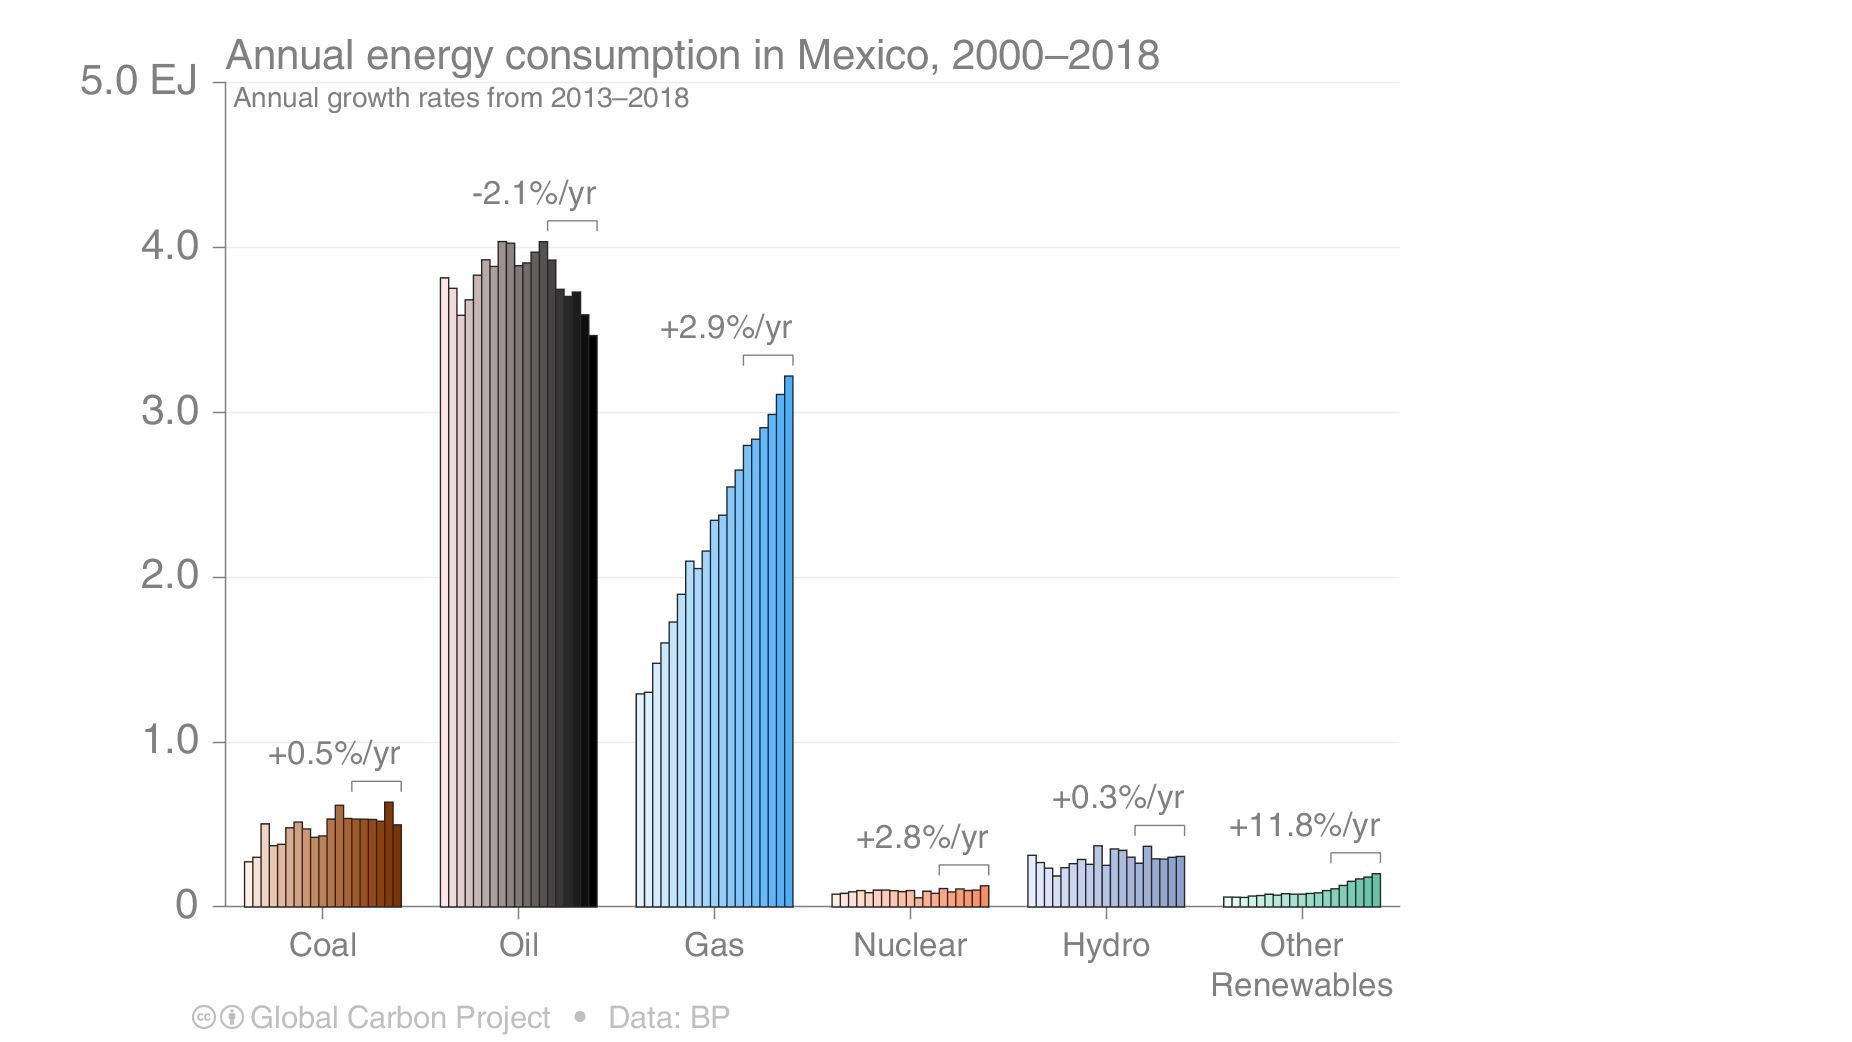 Annual energy consumption in Mexico, 2000–2018
5.0 EJ
Annual growth rates from 2013–2018
-2.1%/yr
4.0
+2.9%/yr
3.0
2.0
1.0
+0.5%/yr
+0.3%/yr
+2.8%/yr
+11.8%/yr
0
Coal
Oil
Gas
Nuclear
Hydro
Other
Renewables
cc Global Carbon Project • Data: BP